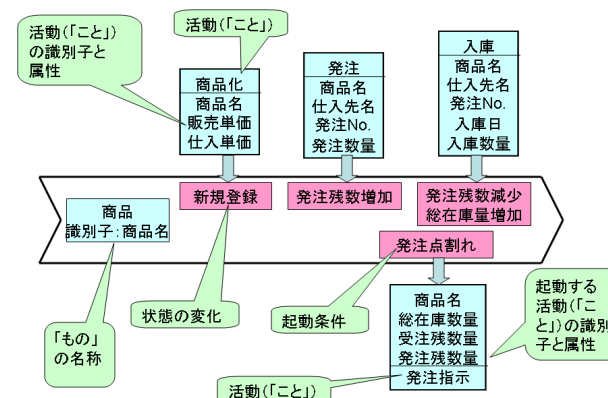 活動(「こと」)
の識別子と
属性
活動(「こと」)
商品化
商品名
販売単価
仕入単価
発注
商品名
仕入先名
発注No.
発注数量
入庫
商品名
仕入先名
発注No.
入庫日
入庫数量
商品
識別子:商品名
新規登録
発注残数増加
発注残数減少
総在庫量増加
発注点割れ
状態の変化
起動条件
「もの」
の名称
商品名
総在庫数量
受注残数量
発注残数量
発注指示
起動する
活動(「こ
と」)の識別
子と属性
活動(「こと」)